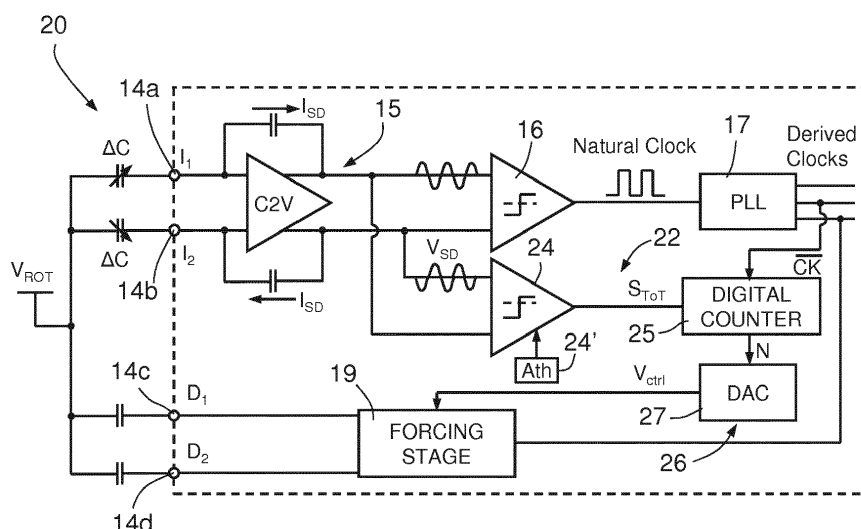 20
14a
I₁
ΔC
I_SD
15
C2V
16
Natural Clock
17
PLL
Derived
Clocks
ΔC
I₂
14b
I_SD
V_SD
24
22
C̅K̅
V_ROT
S_ToT
DIGITAL
COUNTER
25
24'
Ath
N
14c
D₁
19
FORCING
STAGE
V_ctrl
DAC
27
26
D₂
14d